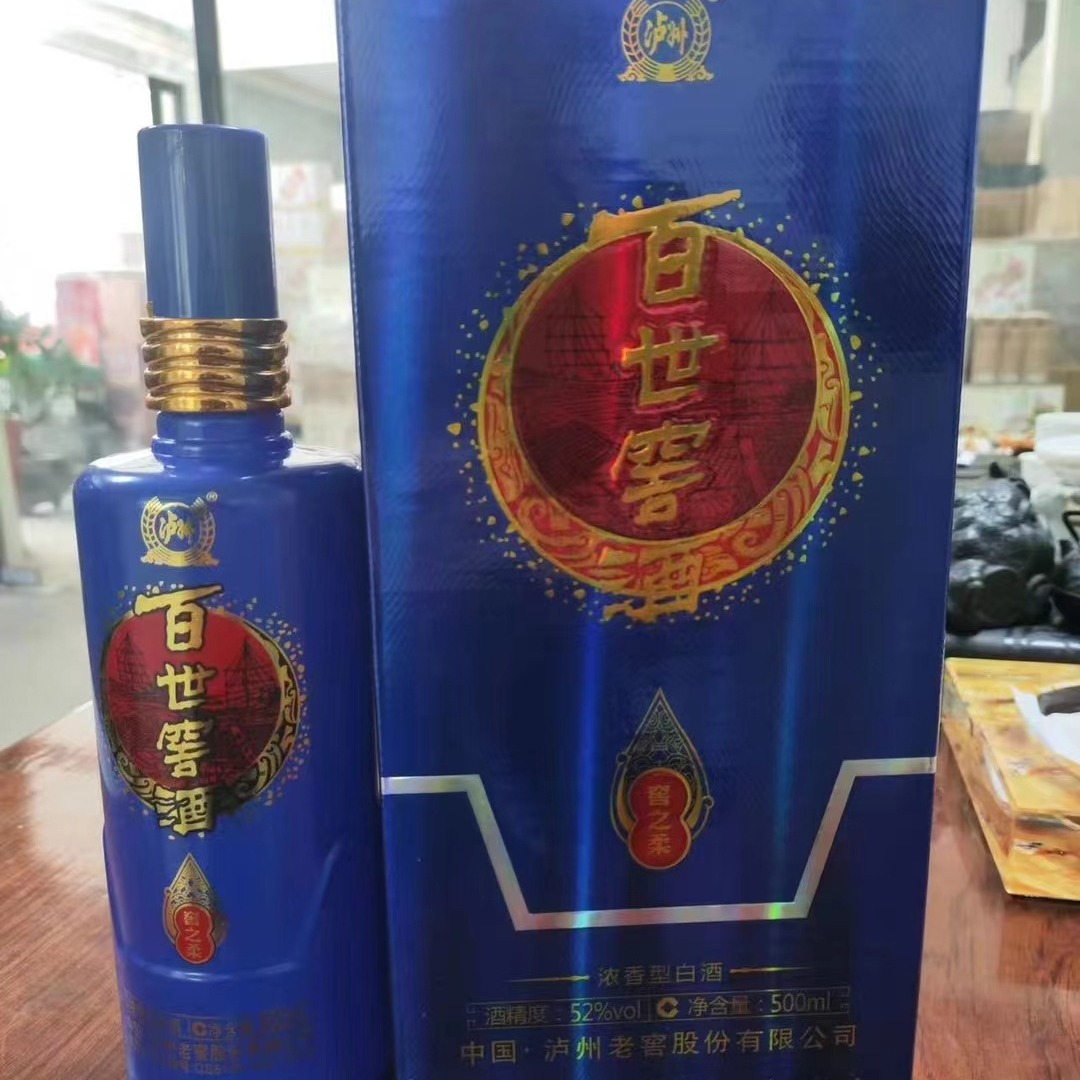 泸州
百世窖酒
窖之柔
浓香型白酒
酒精度:52%vol
净含量:500ml
中国·泸州老窖股份有限公司
泸州
®
百世窖酒
窖之柔